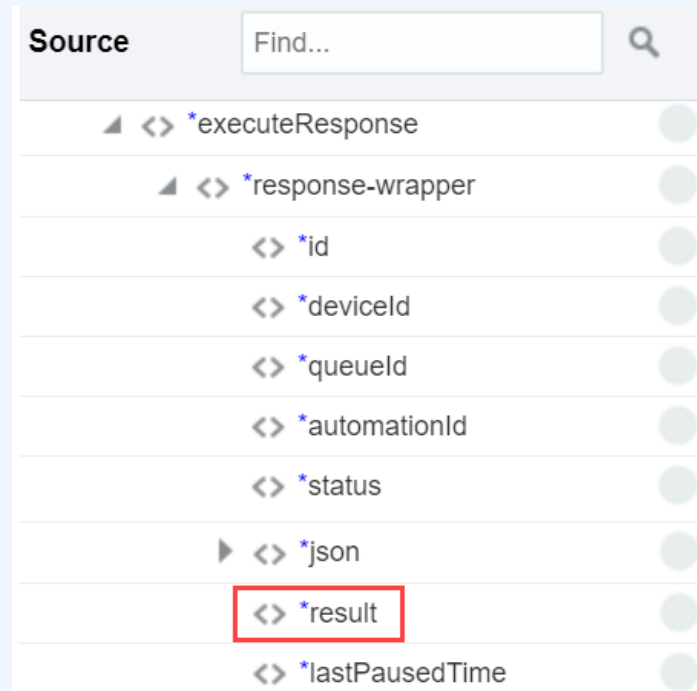 Source Find...
*executeResponse
*response-wrapper
*id
*deviceId
*queueId
*automationId
*status
*json
*result
*lastPausedTime